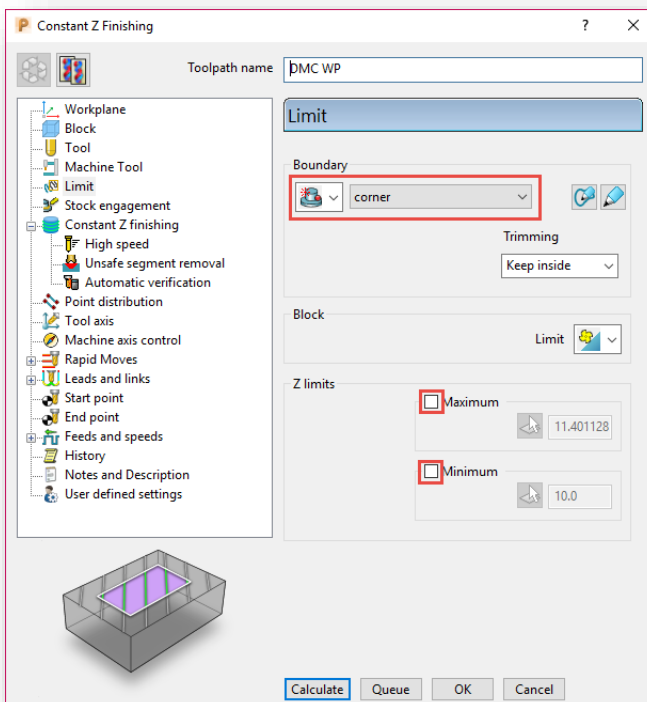 Constant Z Finishing
Toolpath name DMC WP
Workplane
Block
Tool
Machine Tool
Limit
Stock engagement
Constant Z finishing
High speed
Unsafe segment removal
Automatic verification
Point distribution
Tool axis
Machine axis control
Rapid Moves
Leads and links
Start point
End point
Feeds and speeds
History
Notes and Description
User defined settings
Limit
Boundary
corner
Trimming
Keep inside
Block
Limit
Z limits
Maximum
11.401128
Minimum
10.0
Calculate Queue OK Cancel